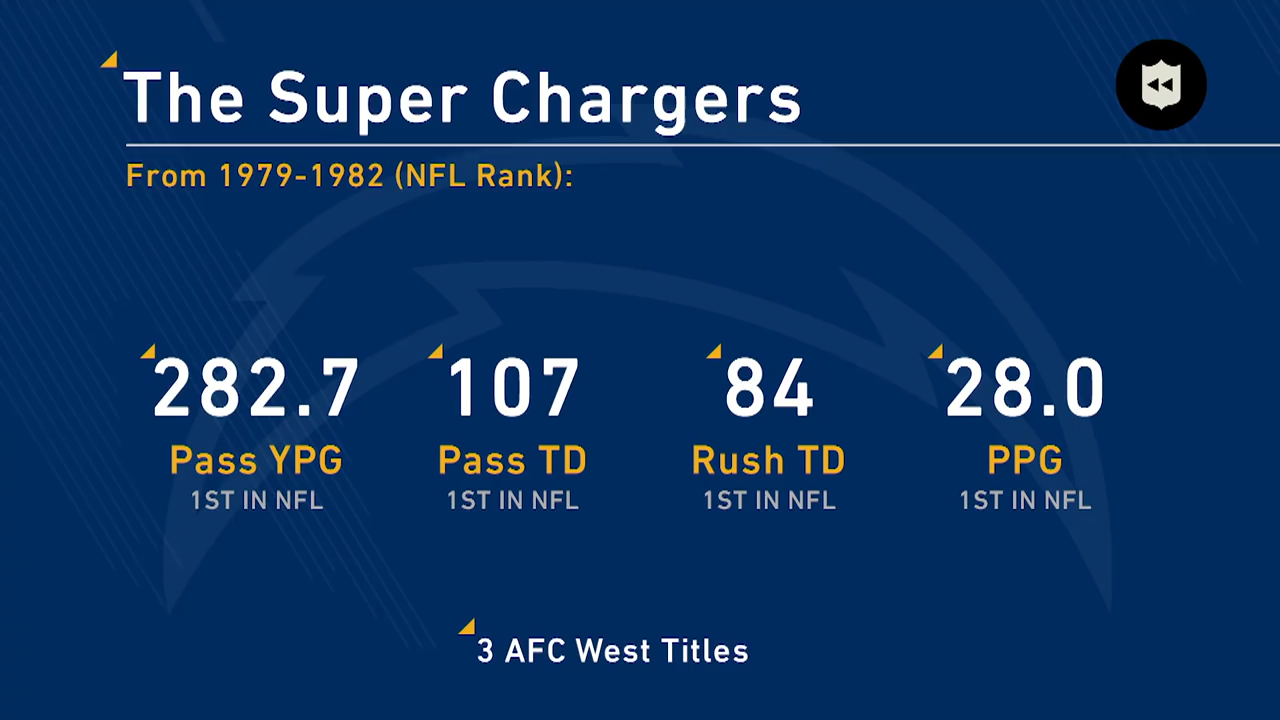 The Super Chargers
From 1979-1982 (NFL Rank):
282.7 107 84 28.0
Pass YPG Pass TD Rush TD PPG
1ST IN NFL 1ST IN NFL 1ST IN NFL 1ST IN NFL
3 AFC West Titles